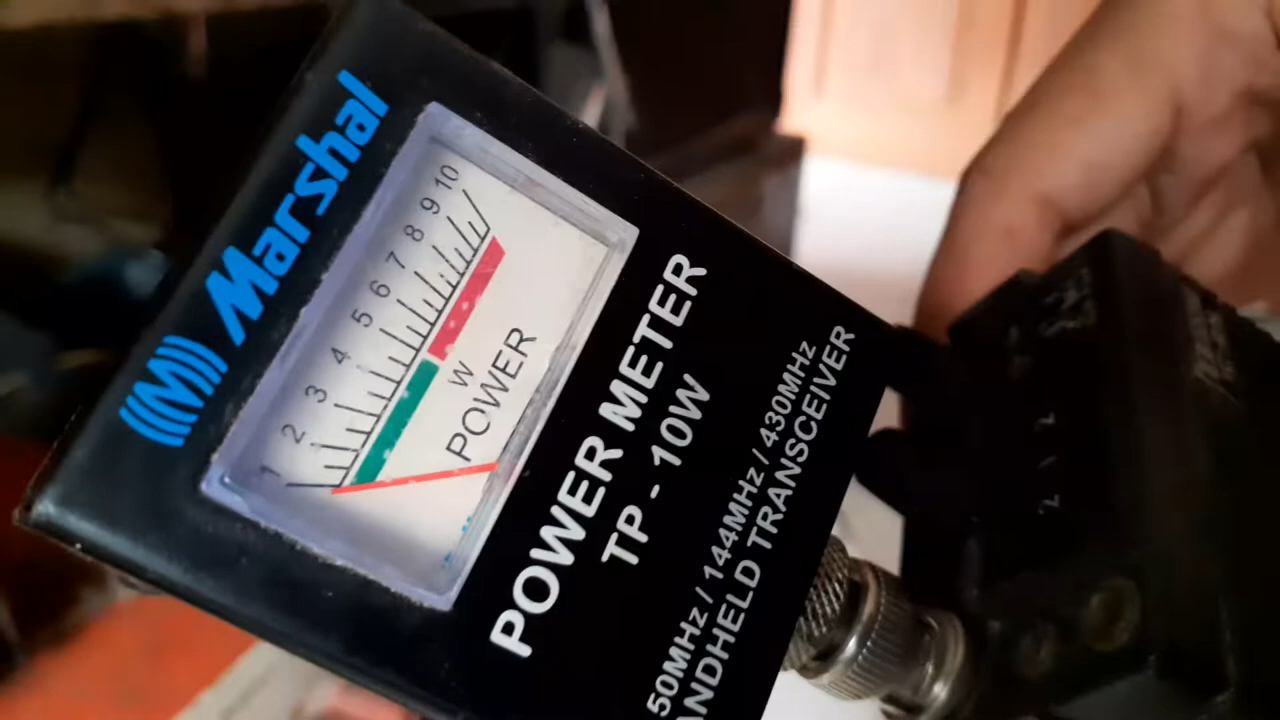 ((M)) Marshal
1 2 3 4 5 6 7 8 9 10
W
POWER
POWER METER
TP - 10W
50MHz / 144MHz / 430MHz
ANDHELD TRANSCEIVER